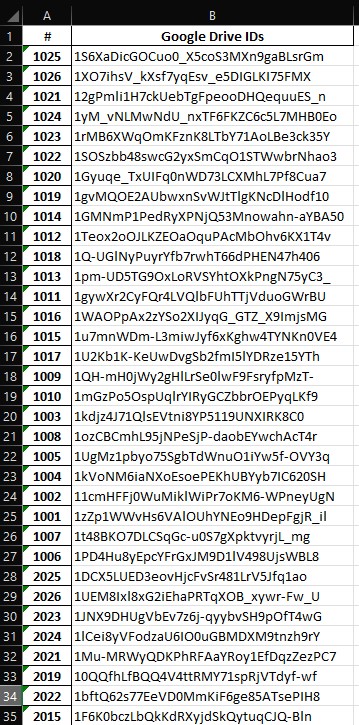 A B
1 # Google Drive IDs
2 1025 1S6XaDicGOCuo0_X5coS3MXn9gaBLsrGm
3 1026 1XO7ihsV_kXsf7yqEsv_e5DIGLKI75FMX
4 1021 12gPmli1H7ckUebTgFpeooDHQequuES_n
5 1024 1yM_vNLMwNdU_nxTF6FKZC6c5L7MHB0Eo
6 1023 1rMB6XWqOmKFznK8LTbY71AoLBe3ck35Y
7 1022 1SOSzbb48swcG2yxSmCqO1STWwbrNhao3
8 1020 1Gyuqe_TxUIFq0nWD73LCXMhL7Pf8Cua7
9 1019 1gvMQOE2AUbwxnSvWJtTlgKNcDlHodf10
10 1014 1GMNmP1PedRyXPNjQ53Mnowahn-aYBA50
11 1012 1Teox2oOJLKZEOaOquPAcMbOhv6KX1T4v
12 1018 1Q-UGlNyPuyrYfb7rwhT66dPHEN47h406
13 1013 1pm-UD5TG9OxLoRVSYhtOXkPngN75yC3_
14 1011 1gywXr2CyFQr4LVQlbFUhTTjVduoGWrBU
15 1016 1WAOPpAx2zYSo2XIJyqG_GTZ_X9ImjsMG
16 1015 1u7mnWDm-L3miwJyf6xKghw4TYNKn0VE4
17 1017 1U2Kb1K-KeUwDvgSb2fmI5lYDRze15YTh
18 1009 1QH-mH0jWy2gHlLrSe0lwF9FsryfpMzT-
19 1010 1mGzPo5OspUqlrYIRyGCZbbrOEPyqLKf9
20 1003 1kdjz4J71QlsEVtni8YP5119UNXIRK8C0
21 1008 1ozCBCmhL95jNPeSjP-daobEYwchAcT4r
22 1005 1UgMz1pbyo75SgbTdWnuO1iYw5f-OVY3q
23 1004 1kVoNM6iaNXoEsoePEKhUBYyb7IC620SH
24 1002 11cmHFFj0WuMiklWiPr7oKM6-WPneyUgN
25 1001 1zZp1WWvHs6VAlOUhYNEo9HDepFgjR_il
26 1007 1t48BKO7DLCSqGc-u0S7gXpktvyrjL_mg
27 1006 1PD4Hu8yEpcYFrGxJM9D1lV498UjsWBL8
28 2025 1DCX5LUED3eovHjcFvSr481LrV5Jfq1ao
29 2026 1UEM8Ixl8xG2iEhaPRTqXOB_xywr-Fw_U
30 2023 1JNX9DHUgVbEv7z6j-qyybvSH9pOfT4wG
31 2024 1lCei8yVFodzaU6IO0uGBMDXM9tnzh9rY
32 2021 1Mu-MRWyQDKPhRFAaYRoy1EfDqzZezPC7
33 2019 10QQfhLfBQQ4V4ttRMY71spRjVTdyf-wf
34 2022 1bftQ62s77EeVD0MmKiF6ge85ATsePIH8
35 2015 1F6K0bczLbQkKdRXyjdSkQytuqCJQ-Bln